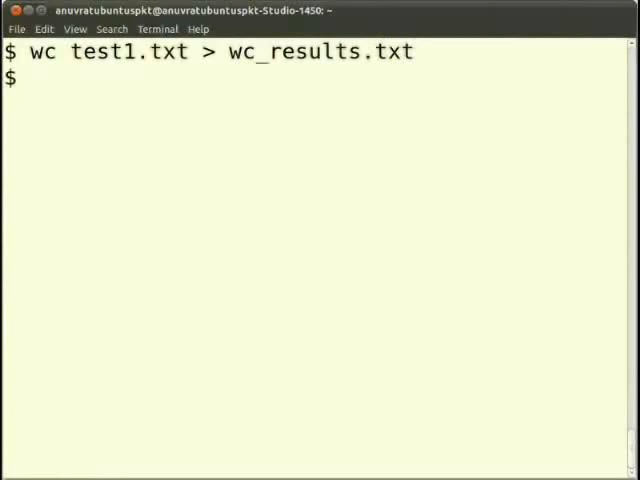 anuvratubuntuspkt@anuvratubuntuspkt-Studio-1450: ~
File Edit View Search Terminal Help
$ wc test1.txt > wc_results.txt
$